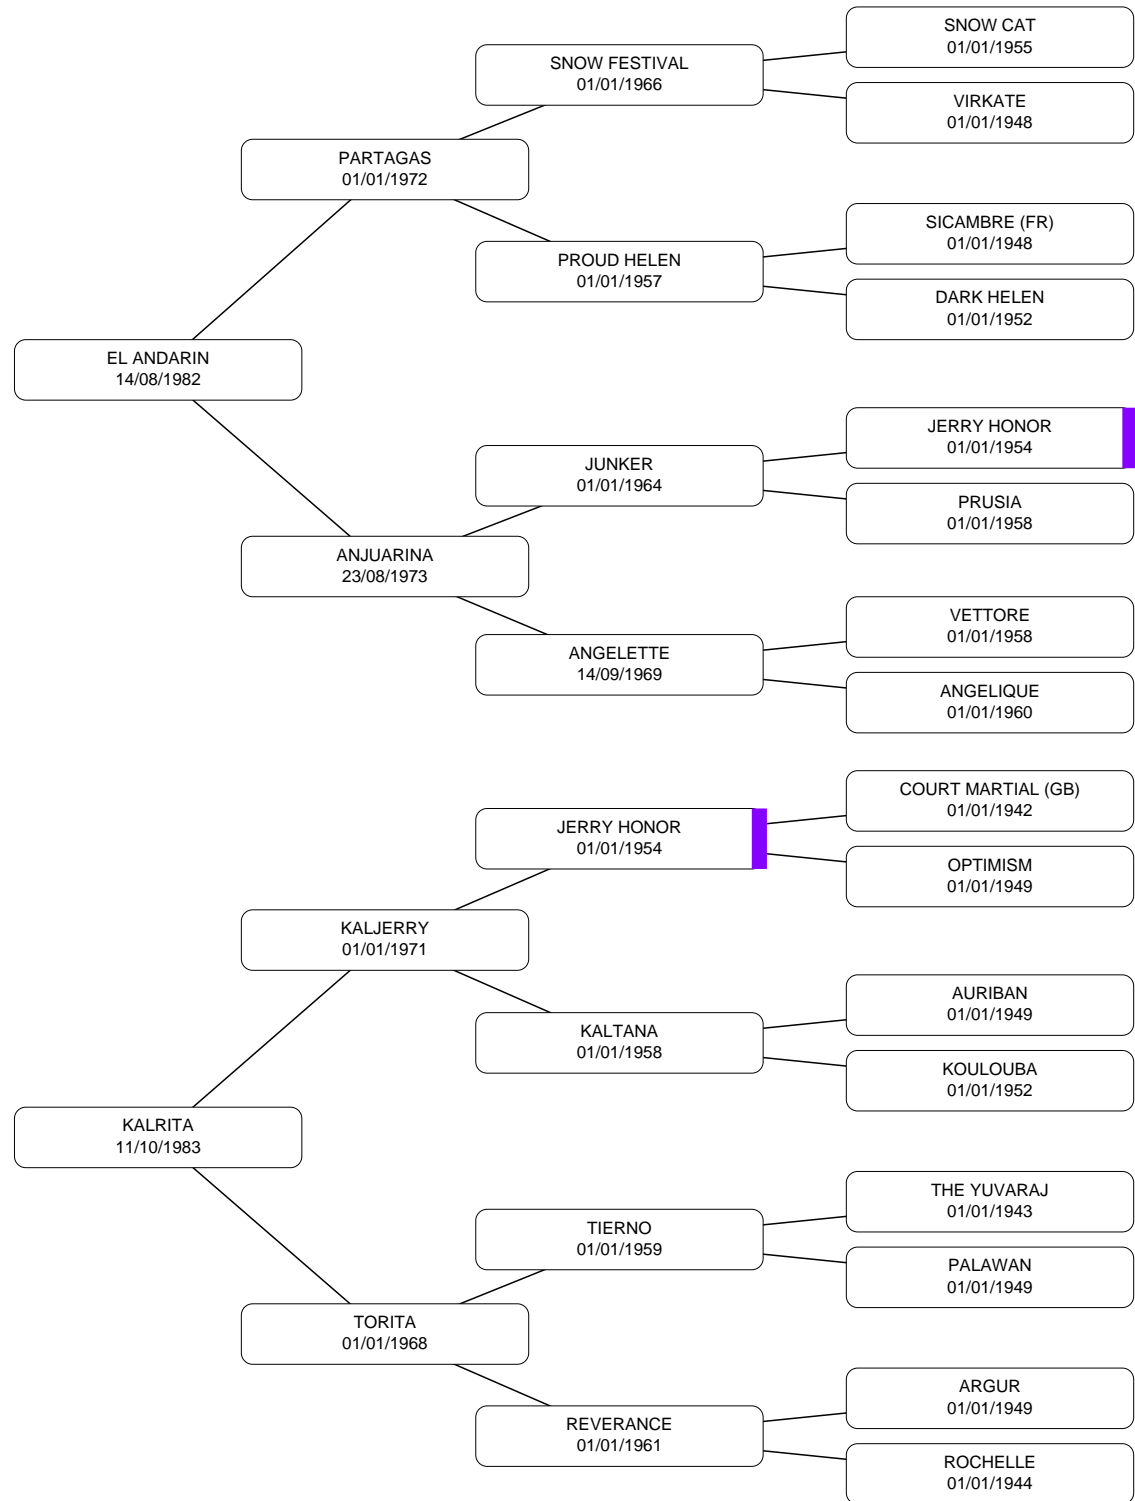 SNOW CAT
01/01/1955
SNOW FESTIVAL
01/01/1966
VIRKATE
01/01/1948
PARTAGAS
01/01/1972
SICAMBRE (FR)
01/01/1948
PROUD HELEN
01/01/1957
DARK HELEN
01/01/1952
EL ANDARIN
14/08/1982
JERRY HONOR
01/01/1954
JUNKER
01/01/1964
PRUSIA
01/01/1958
ANJUARINA
23/08/1973
VETTORE
01/01/1958
ANGELETTE
14/09/1969
ANGELIQUE
01/01/1960
COURT MARTIAL (GB)
01/01/1942
JERRY HONOR
01/01/1954
OPTIMISM
01/01/1949
KALJERRY
01/01/1971
AURIBAN
01/01/1949
KALTANA
01/01/1958
KOULOUBA
01/01/1952
KALRITA
11/10/1983
THE YUVARAJ
01/01/1943
TIERNO
01/01/1959
PALAWAN
01/01/1949
TORITA
01/01/1968
ARGUR
01/01/1949
REVERANCE
01/01/1961
ROCHELLE
01/01/1944